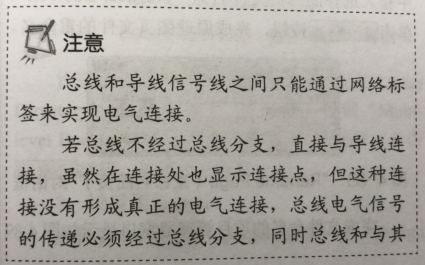 注意
总线和导线信号线之间只能通过网络标
签来实现电气连接。
若总线不经过总线分支，直接与导线连
接，虽然在连接处也显示连接点，但这种连
接没有形成真正的电气连接，总线电气信号
的传递必须经过总线分支，同时总线和与其